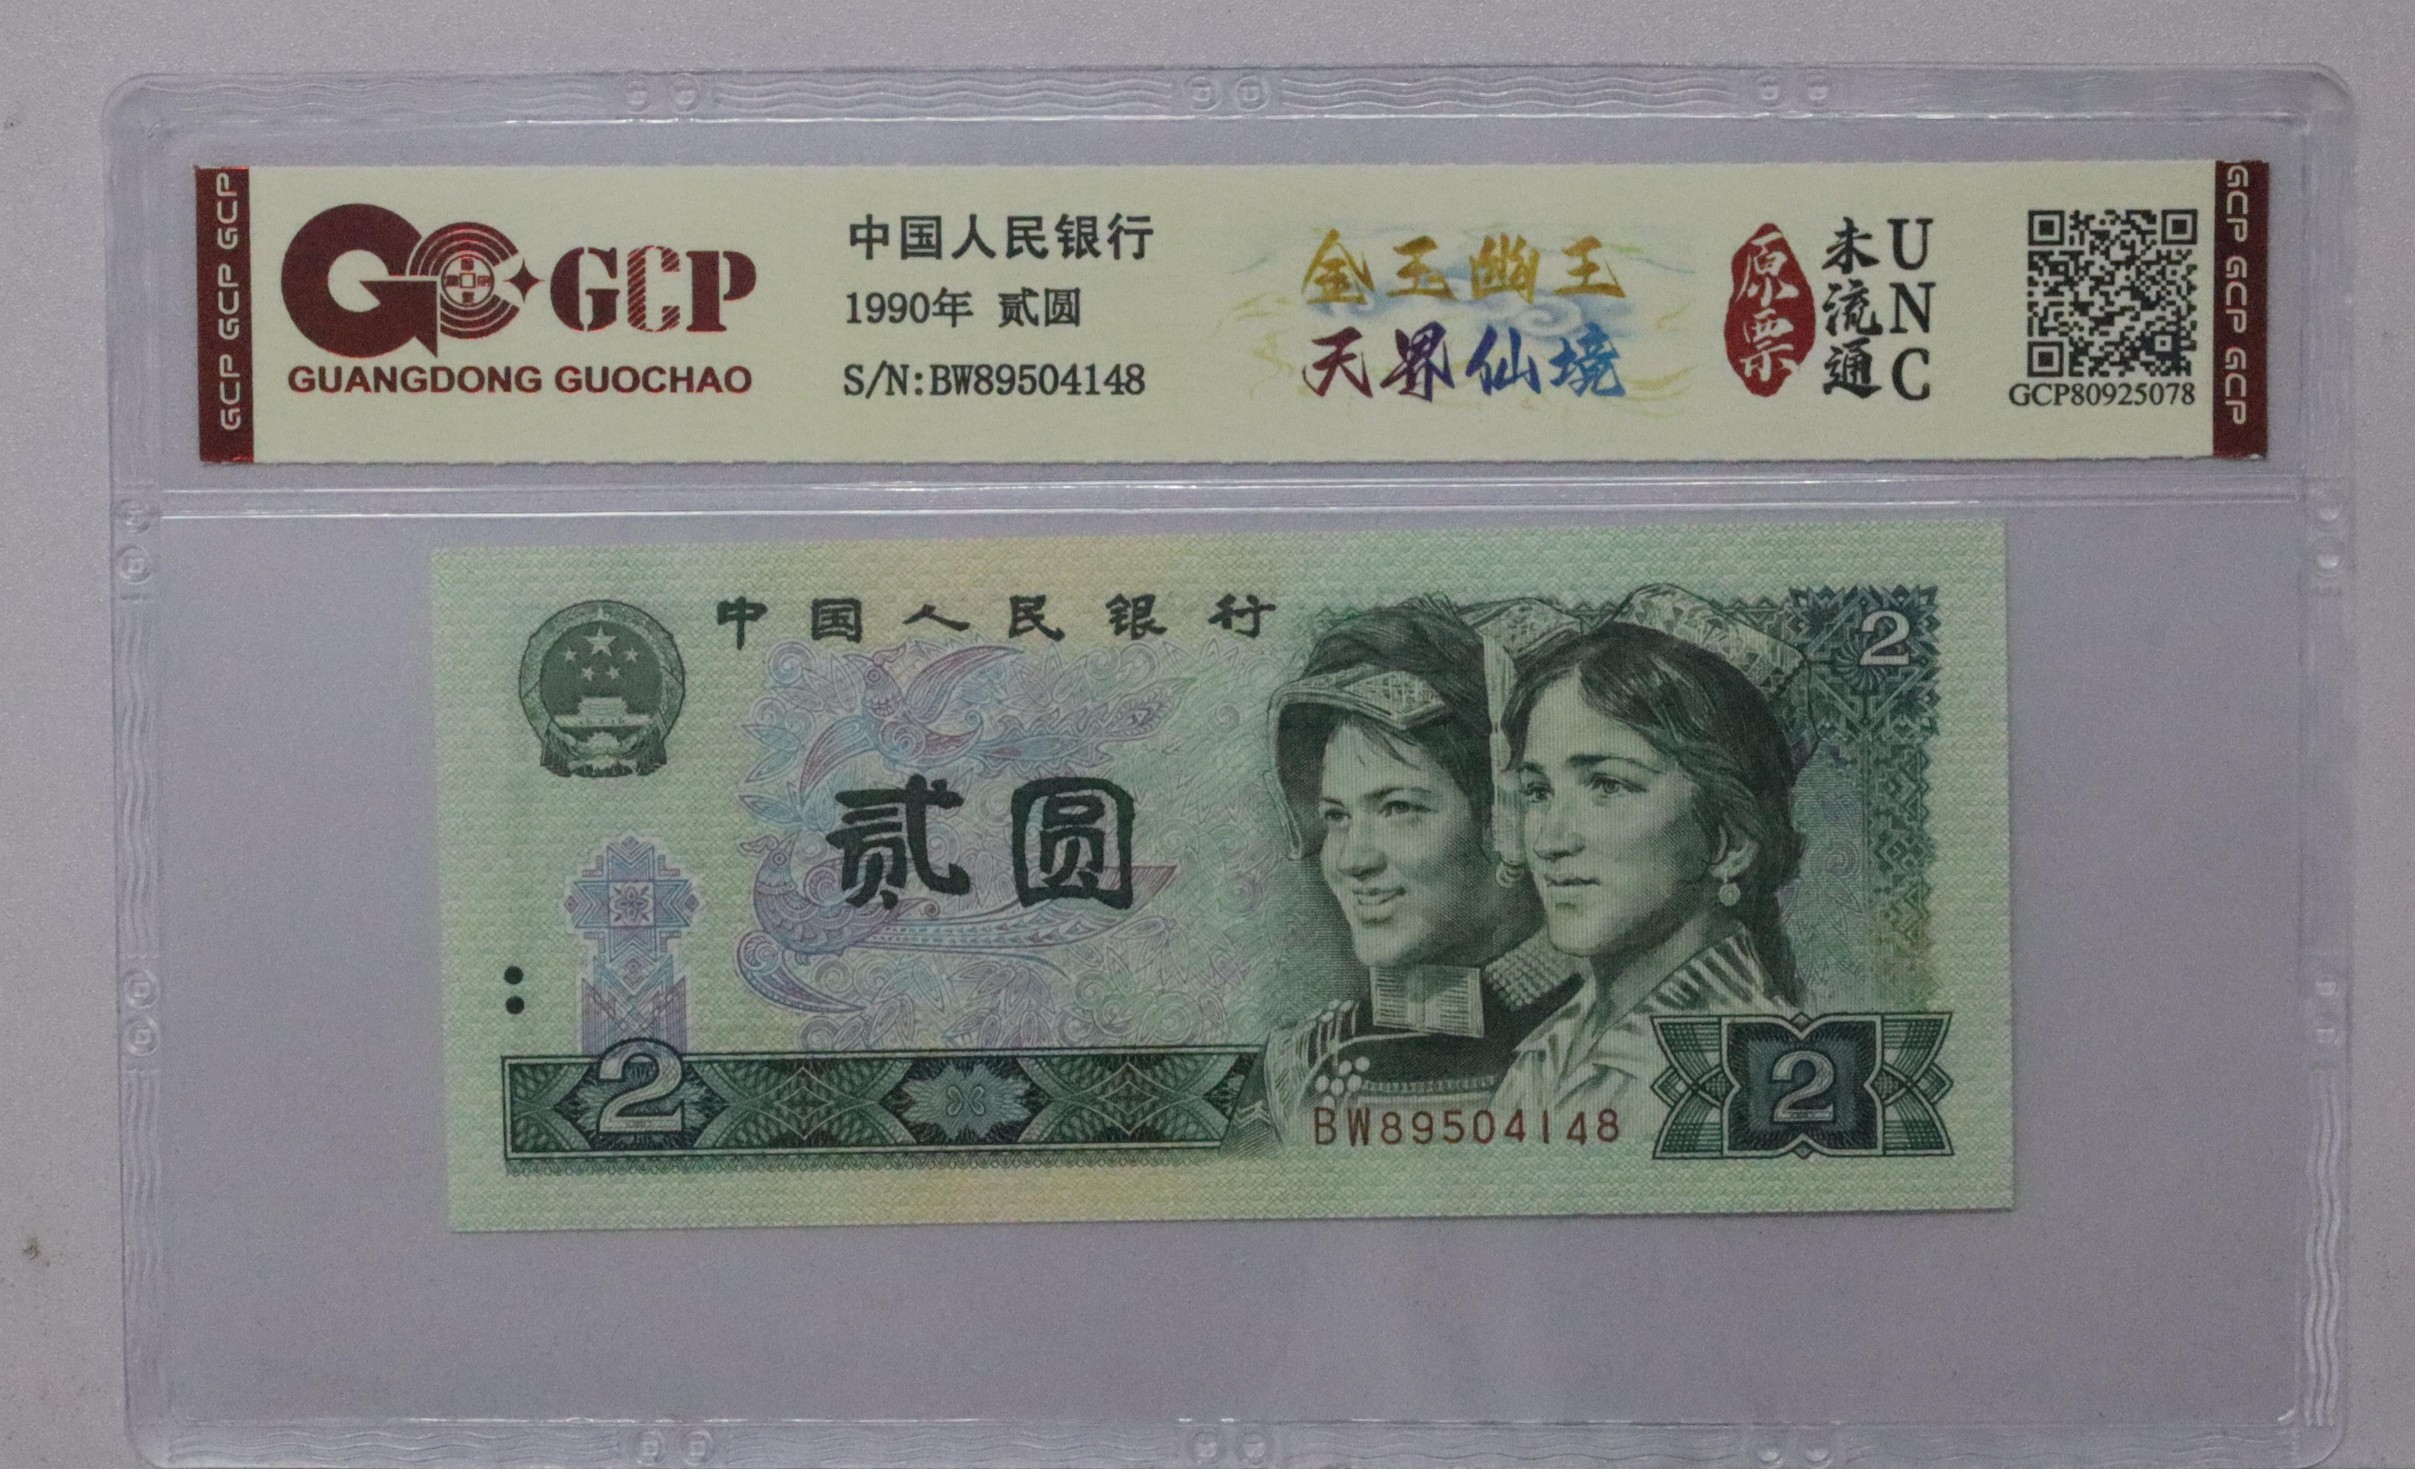 GCP GCP GCP
GCP
GUANGDONG GUOCHAO
中国人民银行
1990年 贰圆
S/N:BW89504148
金玉幽王
天界仙境
原票
未流通
UNC
GCP80925078
GCP GCP GCP
中国人民银行
2
贰圆
2
BW89504148
2